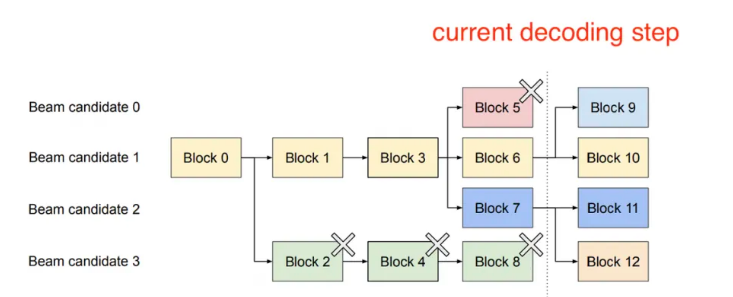 current decoding step
Beam candidate 0
Block 5
Block 9
Beam candidate 1
Block 0
Block 1
Block 3
Block 6
Block 10
Beam candidate 2
Block 7
Block 11
Beam candidate 3
Block 2
Block 4
Block 8
Block 12